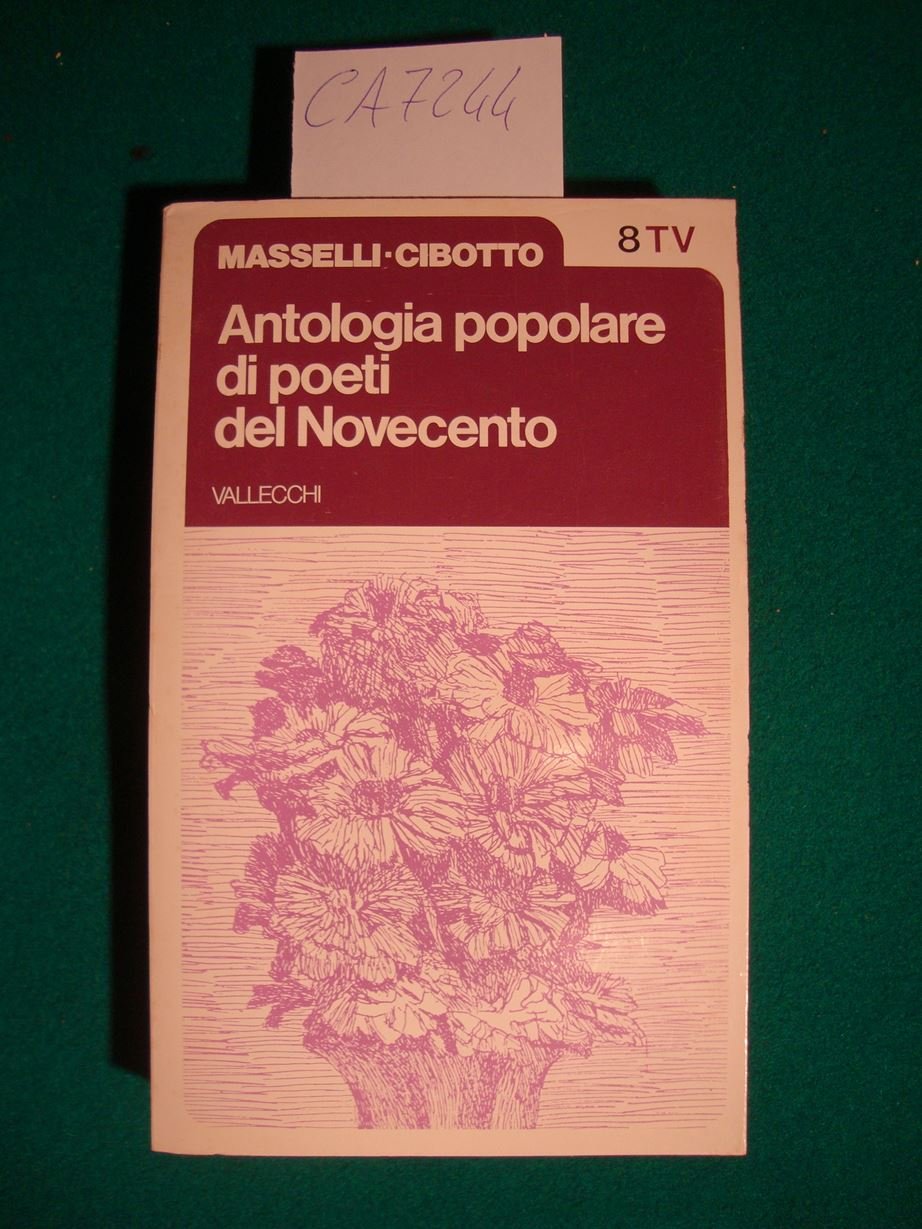 CA7244
MASSELLI·CIBOTTO
8TV
Antologia popolare
di poeti
del Novecento
VALLECCHI